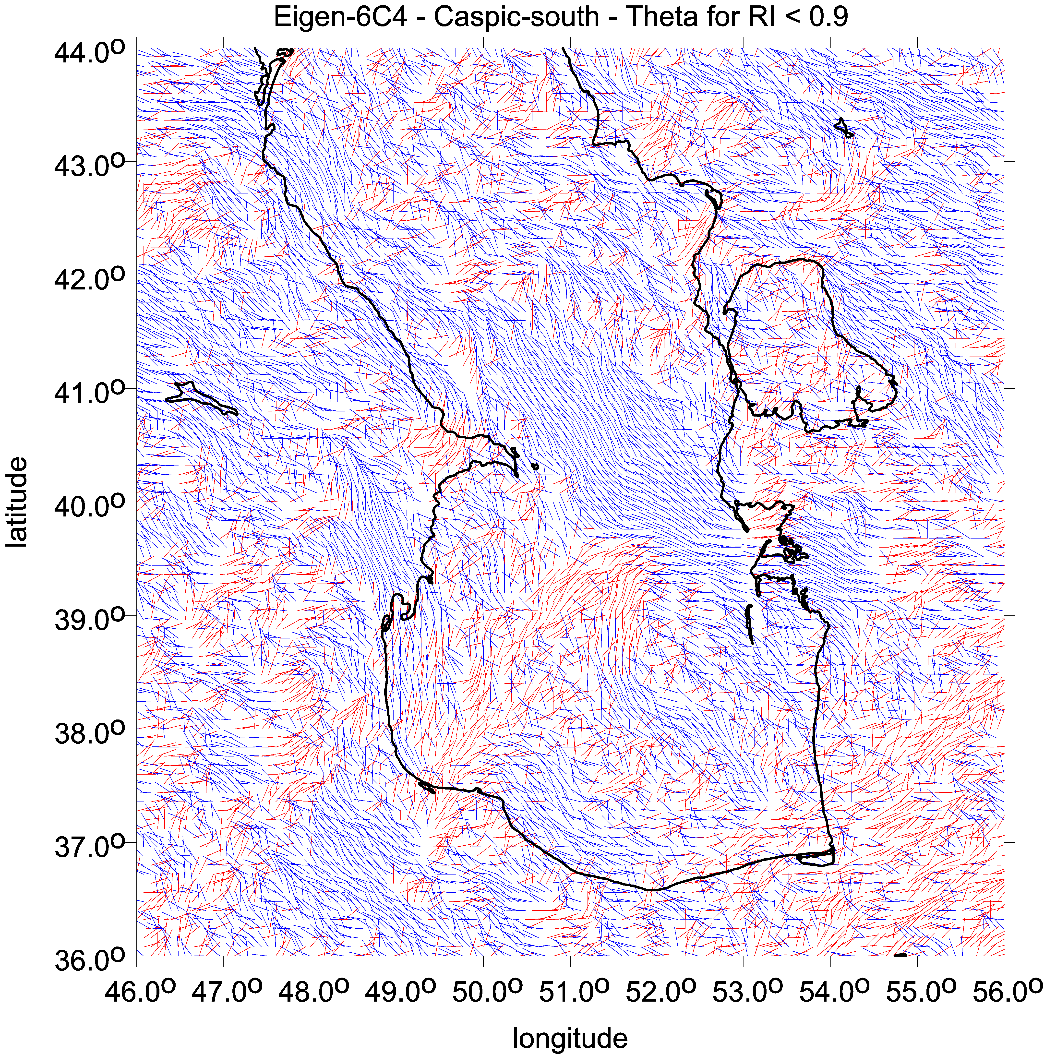 Eigen-6C4 - Caspic-south - Theta for RI < 0.9
44.0º
43.0º
42.0º
41.0º
40.0º
39.0º
38.0º
37.0º
36.0º
latitude
46.0º 47.0º 48.0º 49.0º 50.0º 51.0º 52.0º 53.0º 54.0º 55.0º 56.0º
longitude